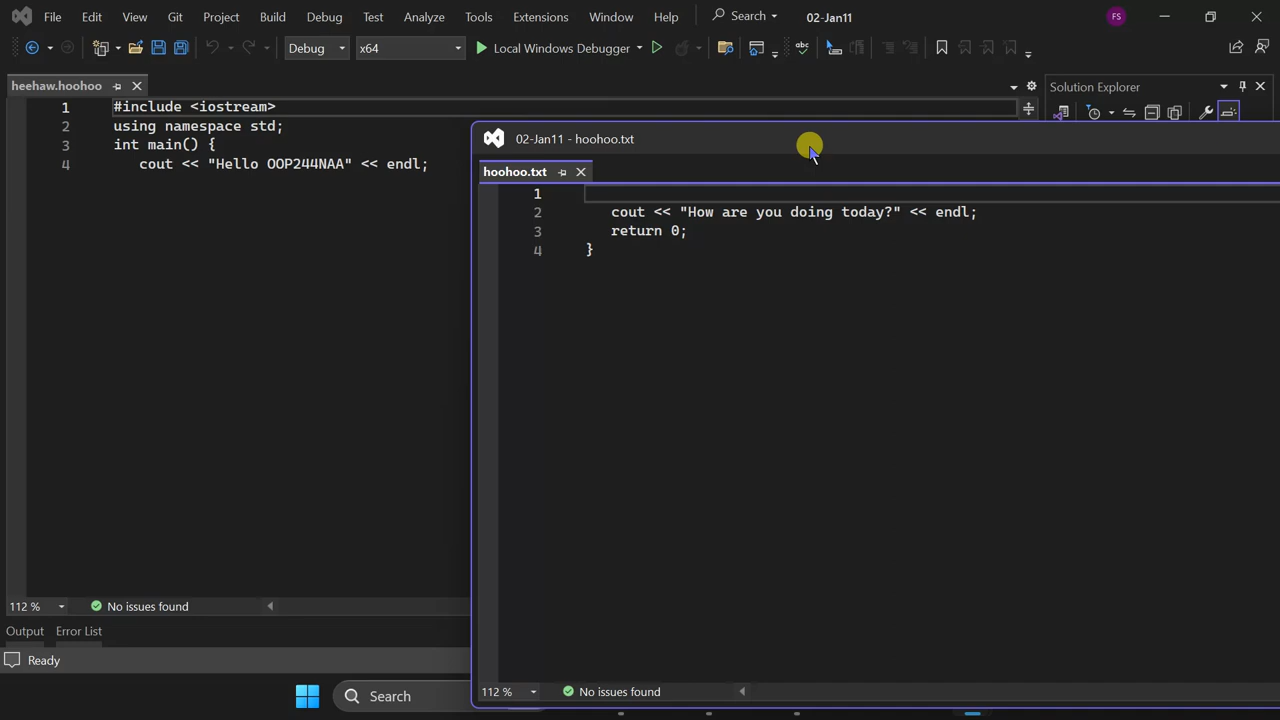 File Edit View Git Project Build Debug Test Analyze Tools Extensions Window Help Search 02-Jan11 FS
Debug x64 Local Windows Debugger
heehaw.hoohoo
Solution Explorer
1 #include <iostream>
2 using namespace std;
3 int main() {
4 cout << "Hello OOP244NAA" << endl;
02-Jan11 - hoohoo.txt
hoohoo.txt
1
2 cout << "How are you doing today?" << endl;
3 return 0;
4 }
112 % No issues found
Output Error List
Ready
112 % No issues found
Search